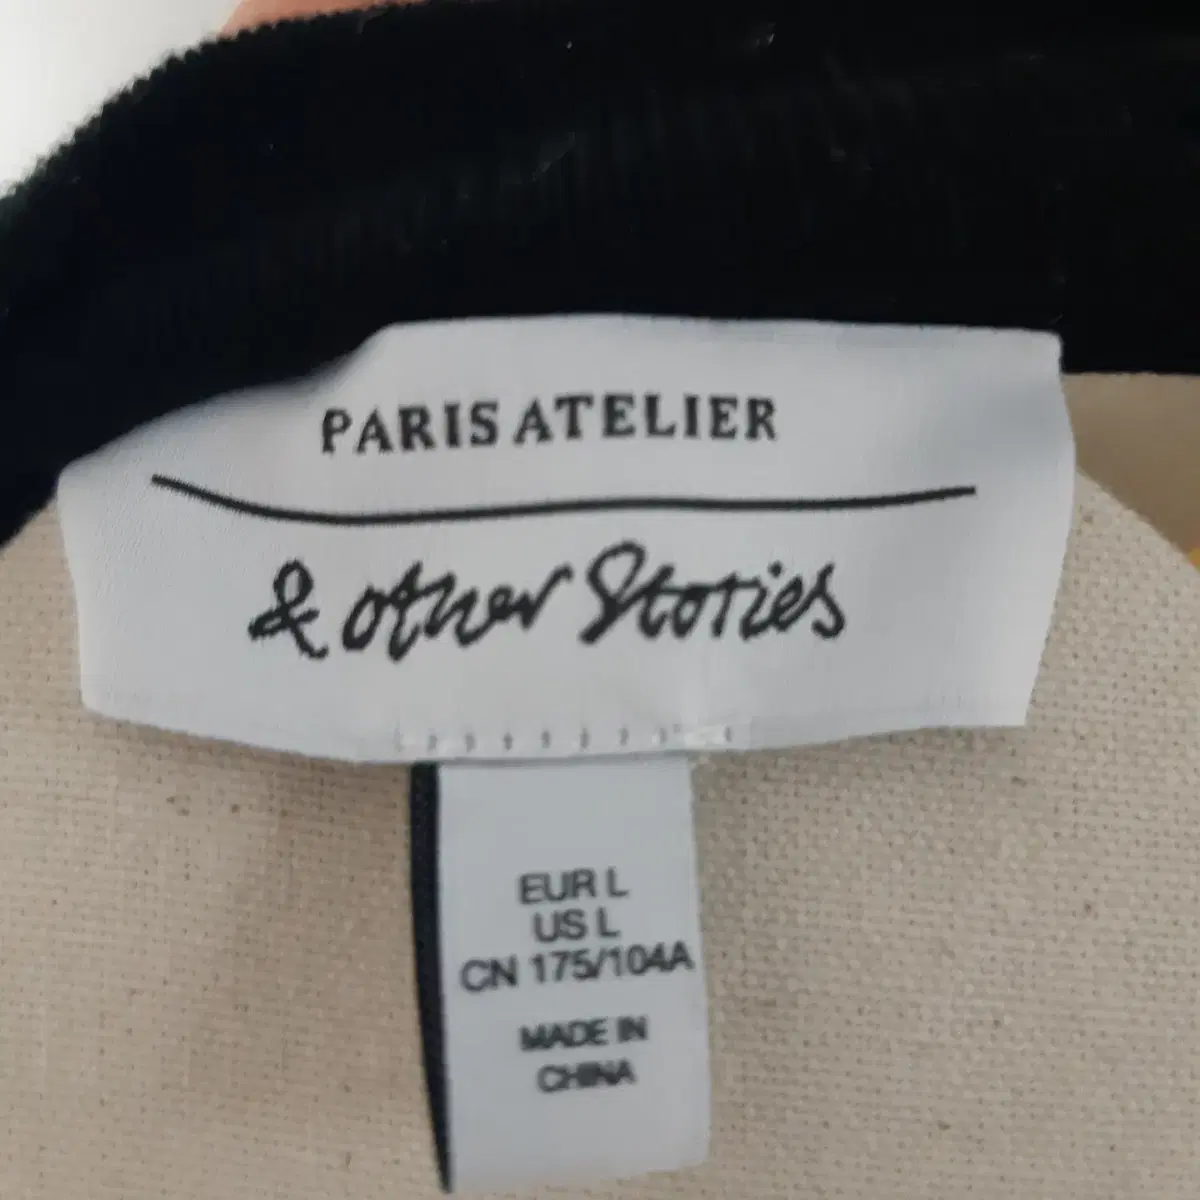 PARIS ATELIER
& other Stories
EUR L
US L
CN 175/104A
MADE IN
CHINA